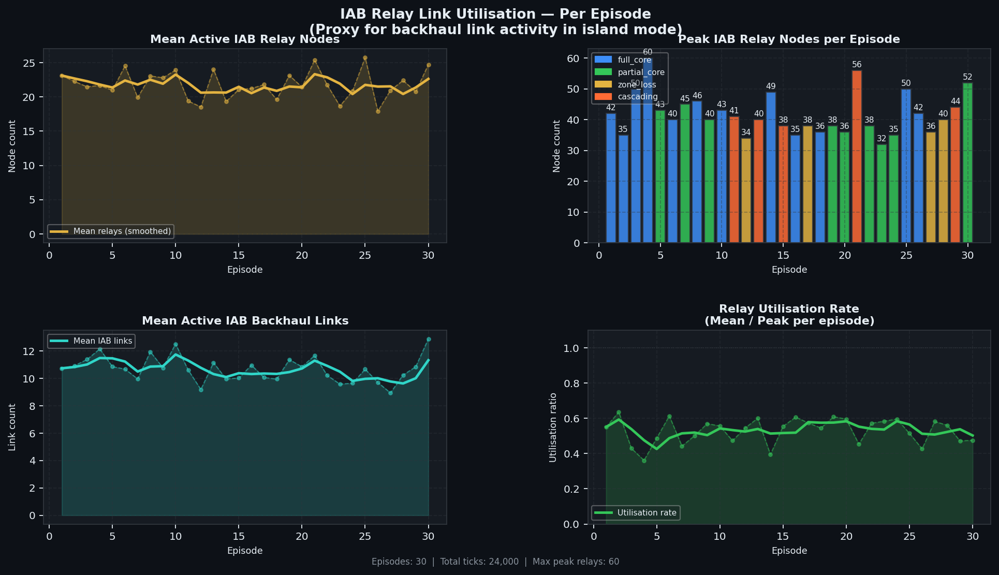 IAB Relay Link Utilisation — Per Episode
(Proxy for backhaul link activity in island mode)
Mean Active IAB Relay Nodes
Node count
25
20
15
10
5
0
Mean relays (smoothed)
0 5 10 15 20 25 30
Episode
Peak IAB Relay Nodes per Episode
Node count
60
50
40
30
20
10
0
full_core
partial_core
zone_loss
cascading
42 35 50 60 43 40 45 46 40 43 41 34 40 49 38 35 38 36 38 36 56 38 32 35 50 42 36 40 44 52
0 5 10 15 20 25 30
Episode
Mean Active IAB Backhaul Links
Link count
12
10
8
6
4
2
0
Mean IAB links
0 5 10 15 20 25 30
Episode
Relay Utilisation Rate
(Mean / Peak per episode)
Utilisation ratio
1.0
0.8
0.6
0.4
0.2
0.0
Utilisation rate
0 5 10 15 20 25 30
Episode
Episodes: 30 | Total ticks: 24,000 | Max peak relays: 60